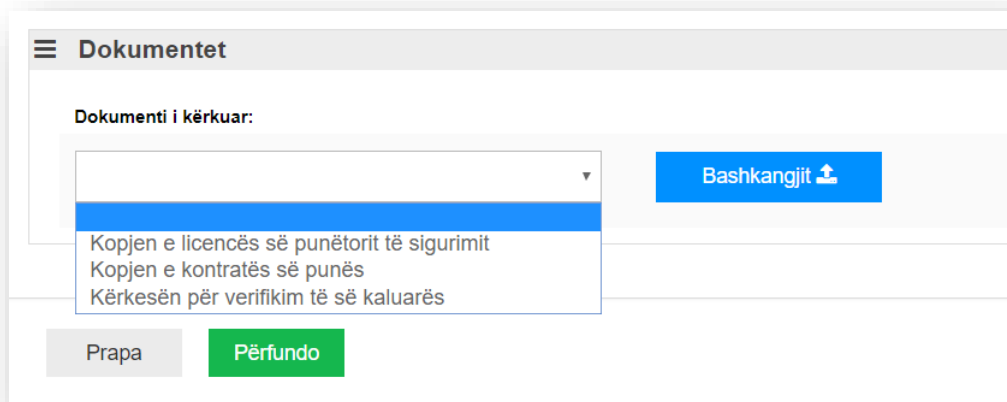 Dokumentet
Dokumenti i kërkuar:
Bashkangjit
Kopjen e licencës së punëtorit të sigurimit
Kopjen e kontratës së punës
Kërkesën për verifikim të së kaluarës
Prapa
Përfundo